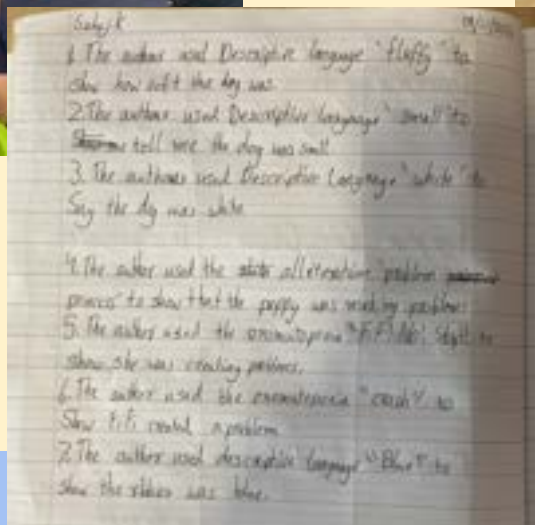 1. The author used Descriptive language "fluffy" to
show how soft the dog was
2. The author used Descriptive language "small" to
tell me the dog was small
3. The author used Descriptive Language "white" to
Say the dog was white
4. The author used the alliteration "problem
princess" to show that the puppy was making problems
5. The author used the onomatopoeia to
show she was creating problems.
6. The author used the onomatopoeia "crash" to
Show Fifi created a problem
7. The author used descriptive language "Blue" to
show the ribbon was blue.